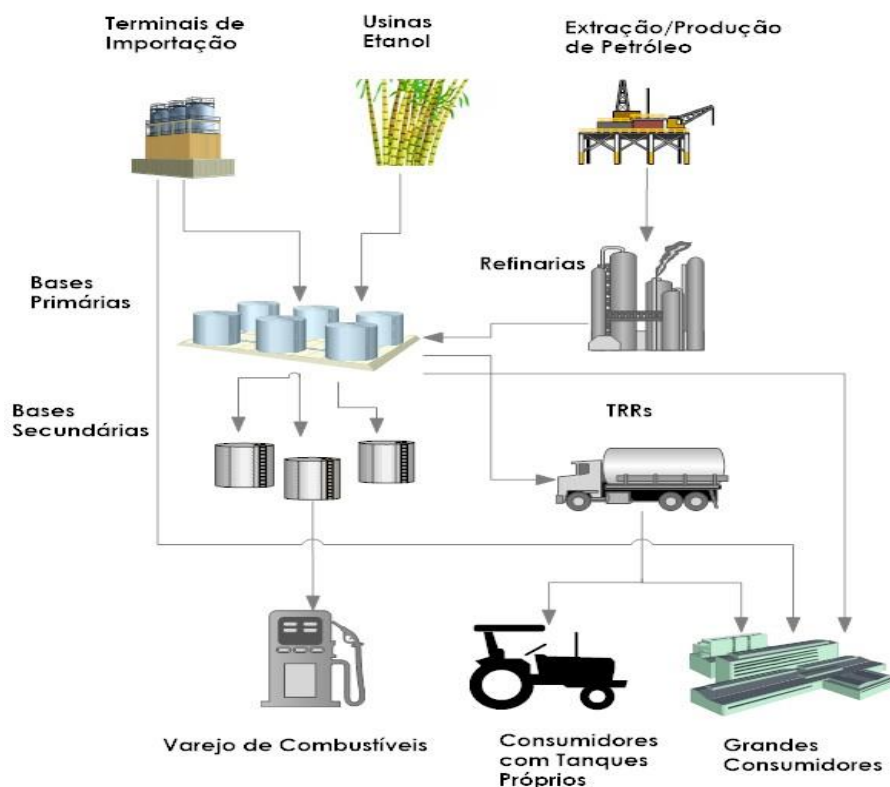 Terminais de
Importação
Usinas
Etanol
Extração/Produção
de Petróleo
Refinarias
Bases
Primárias
Bases
Secundárias
TRRs
Varejo de Combustíveis
Consumidores
com Tanques
Próprios
Grandes
Consumidores